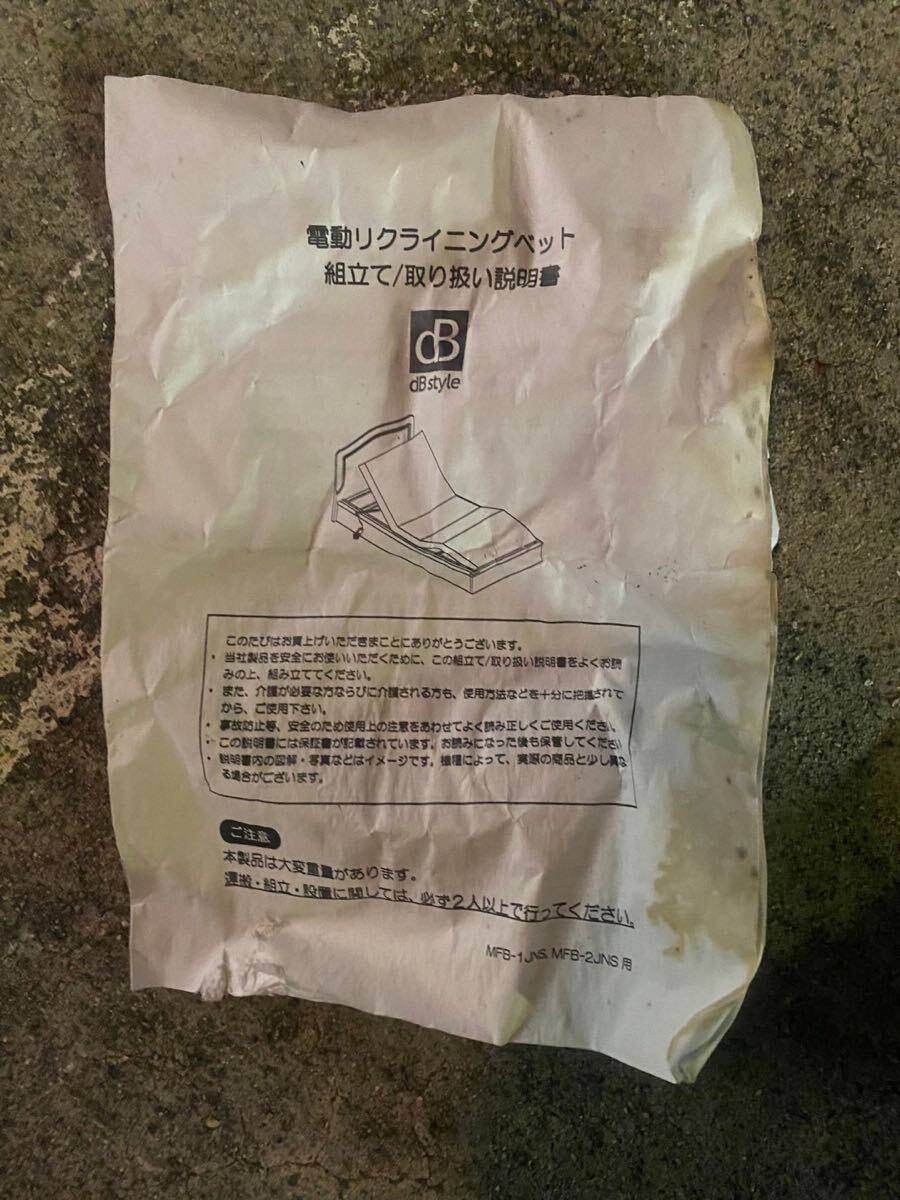 電動リクライニングベット
組立て/取り扱い説明書
dB
dBstyle
このたびはお買上げいただきまことにありがとうございます。
・当社製品を安全にお使いいただくために、この組立て/取り扱い説明書をよくお読
みの上、組み立ててください。
・また、介護が必要な方ならびに介護される方も、使用方法などを十分に把握されて
から、ご使用下さい。
・事故防止等、安全のため使用上の注意をあわせてよく読み正しくご使用ください、
・この説明書には保証書が記載されています。お読みになった後も保管してくださ
・説明書内の図解・写真などはイメージです。機種によって、実際の商品と少し異な
る場合がございます。
ご注意
本製品は大変重量があります。
運搬・組立・設置に関しては、必ず2人以上で行ってください。
MFB-1JNS, MFB-2JNS 用